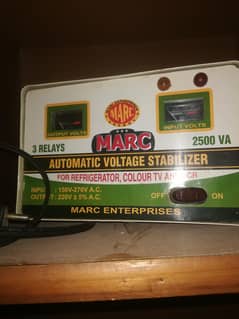 MARC
OUTPUT VOLTS
INPUT VOLTS
3 RELAYS
MARC
2500 VA
AUTOMATIC VOLTAGE STABILIZER
FOR REFRIGERATOR, COLOUR TV AND VCR
INPUT : 150V-270V A.C.
OUTPUT: 220V ± 5% A.C.
OFF
ON
MARC ENTERPRISES